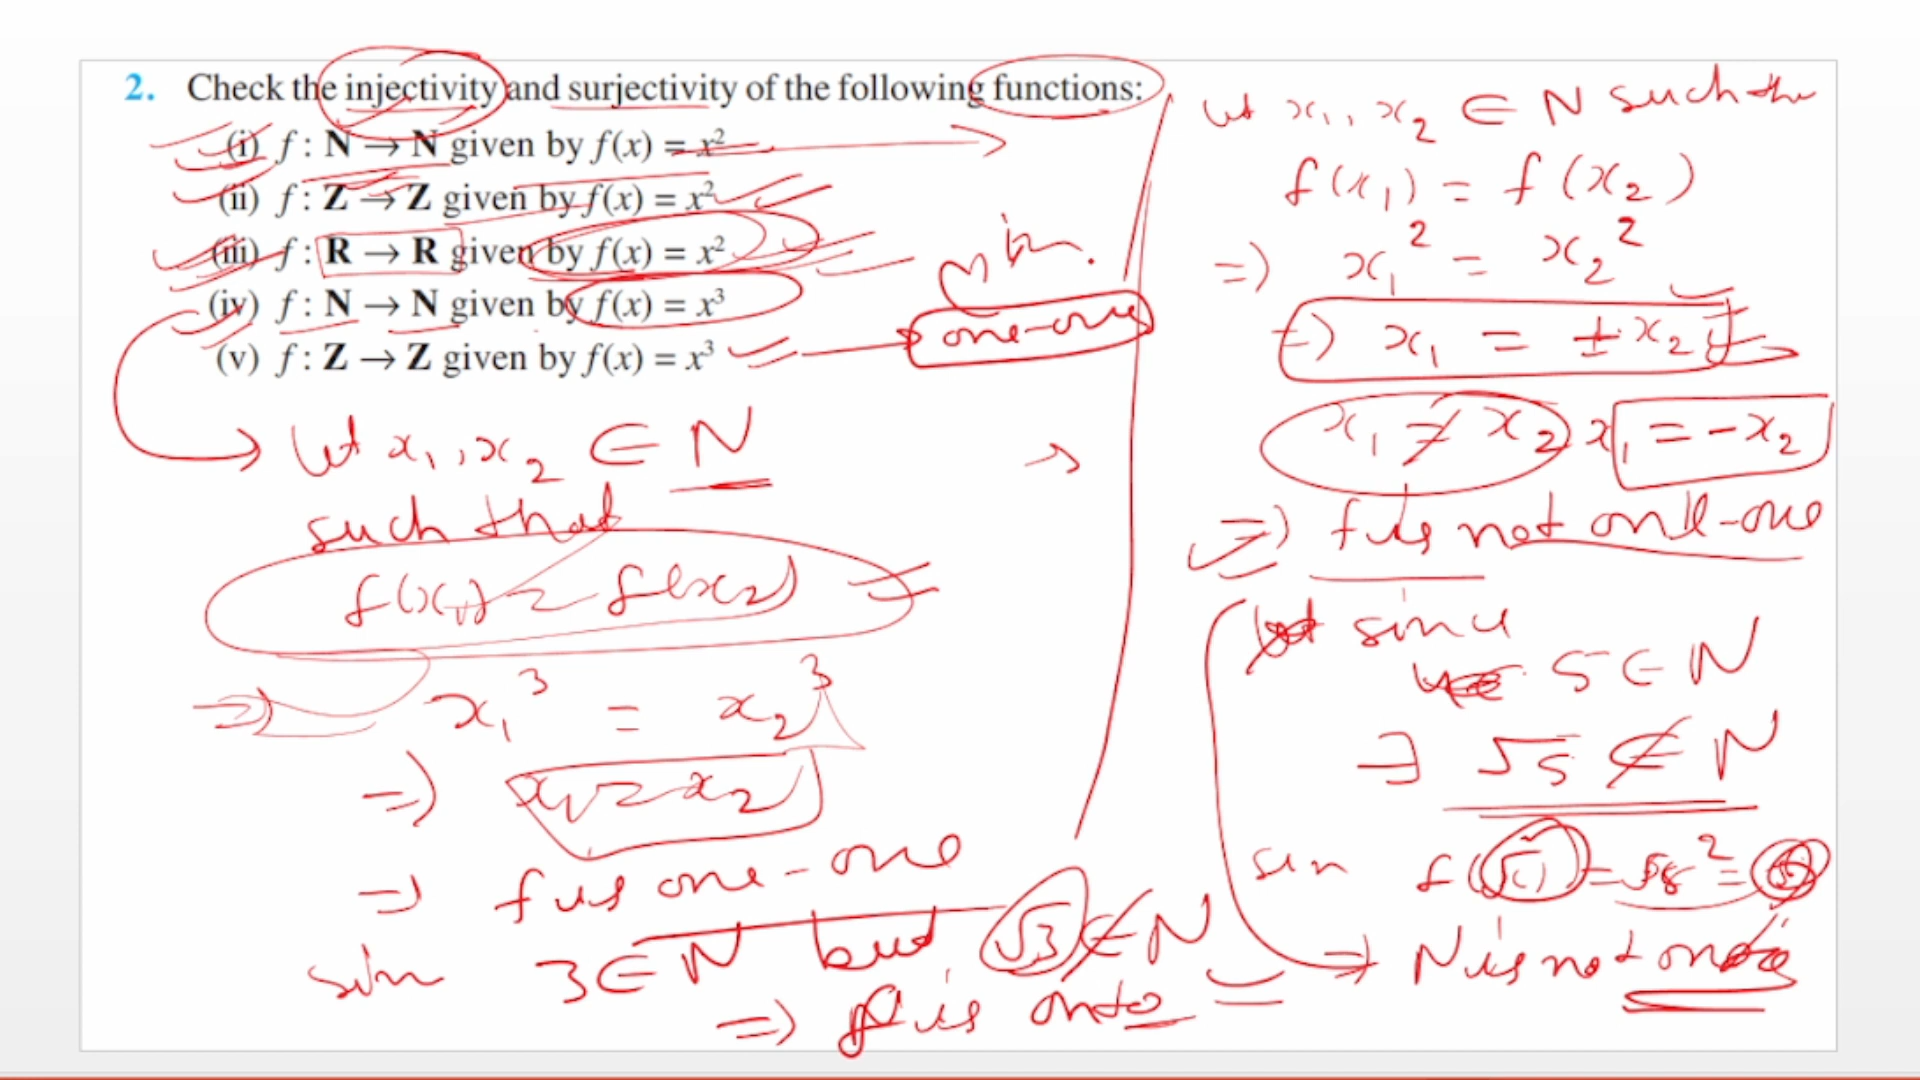 2. Check the injectivity and surjectivity of the following functions:
(i) f : N → N given by f(x) = x²
(ii) f : Z → Z given by f(x) = x²
(iii) f : R → R given by f(x) = x²
(iv) f : N → N given by f(x) = x³
(v) f : Z → Z given by f(x) = x³
one-one
Let x₁, x₂ ∈ N
such that
f(x₁) = f(x₂)
⇒ x₁³ = x₂³
⇒ x₁ = x₂
⇒ f is one-one
3 ∈ N but √3 ∉ N
⇒ f is onto
Let x₁, x₂ ∈ N such
f(x₁) = f(x₂)
⇒ x₁² = x₂²
⇒ x₁ = ± x₂
x₁ ≠ x₂ x₁ = -x₂
⇒ f is not one-one
since
5 ∈ N
⇒ √5 ∉ N
⇒ N is not